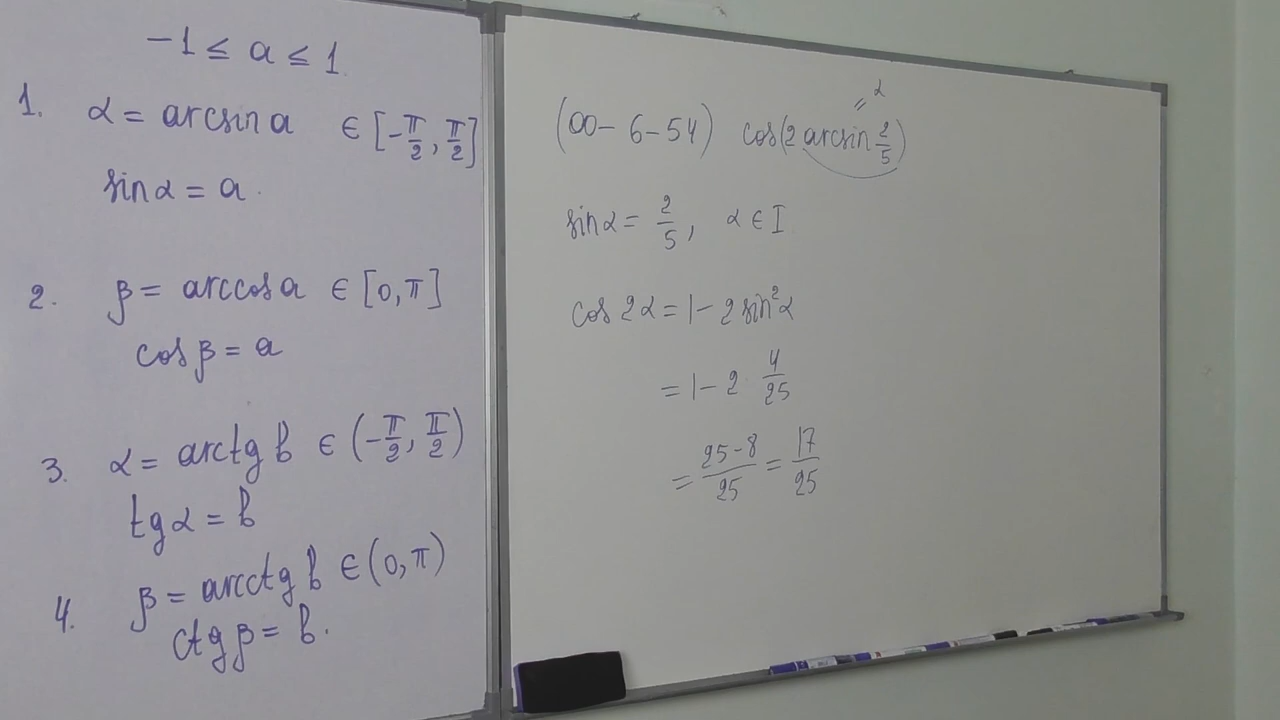 -1 ≤ a ≤ 1
1. α = arcsin a ∈ [-π/2, π/2]
sin α = a.
2. β = arccos a ∈ [0, π]
cos β = a
3. α = arctg b ∈ (-π/2, π/2)
tg α = b
4. β = arcctg b ∈ (0, π)
ctg β = b.
= α
(00-6-54) cos(2 arcsin 2/5)
sin α = 2/5, α ∈ I
cos 2α = 1 - 2 sin²α
= 1 - 2 · 4/25
= 25-8/25 = 17/25